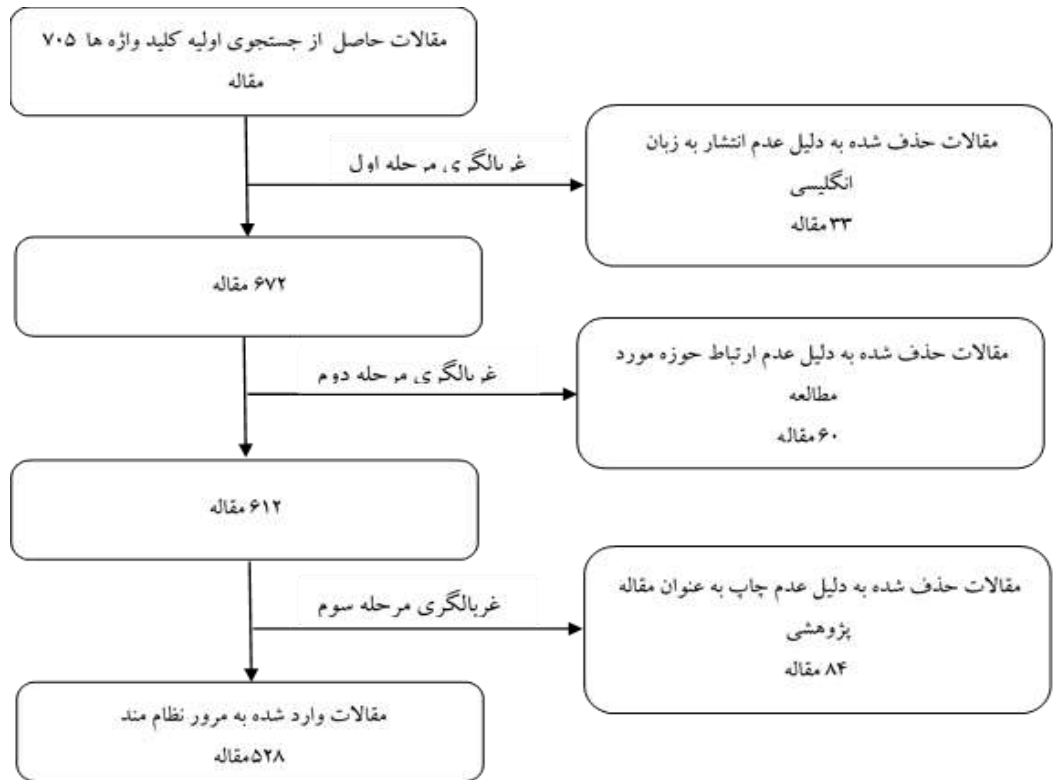 مقالات حاصل از جستجوی اولیه کلید واژه ها ۷۰۵
مقاله
غربالگری مرحله اول
مقالات حذف شده به دلیل عدم انتشار به زبان
انگلیسی
۳۳ مقاله
۶۷۲ مقاله
غربالگری مرحله دوم
مقالات حذف شده به دلیل عدم ارتباط حوزه مورد
مطالعه
۶۰ مقاله
۶۱۲ مقاله
غربالگری مرحله سوم
مقالات حذف شده به دلیل عدم چاپ به عنوان مقاله
پژوهشی
۸۴ مقاله
مقالات وارد شده به مرور نظام مند
۵۲۸مقاله